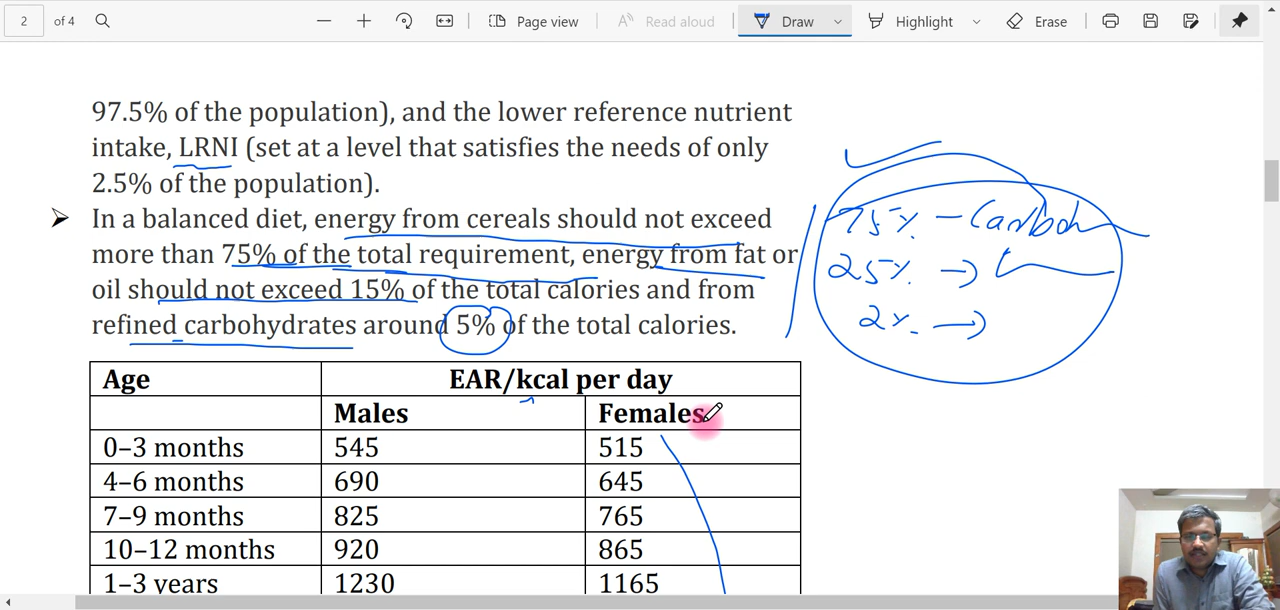 2 of 4 Page view Read aloud Draw Highlight Erase
97.5% of the population), and the lower reference nutrient
intake, LRNI (set at a level that satisfies the needs of only
2.5% of the population).
➢ In a balanced diet, energy from cereals should not exceed
more than 75% of the total requirement, energy from fat or
oil should not exceed 15% of the total calories and from
refined carbohydrates around 5% of the total calories.
75% - Carboh
25% →
2% →
Age EAR/kcal per day
Males Females
0–3 months 545 515
4–6 months 690 645
7–9 months 825 765
10–12 months 920 865
1–3 years 1230 1165